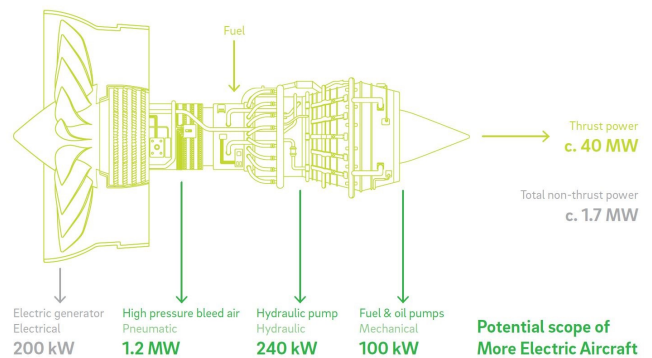 Fuel
Thrust power
c. 40 MW
Total non-thrust power
c. 1.7 MW
Electric generator
Electrical
200 kW
High pressure bleed air
Pneumatic
1.2 MW
Hydraulic pump
Hydraulic
240 kW
Fuel & oil pumps
Mechanical
100 kW
Potential scope of
More Electric Aircraft